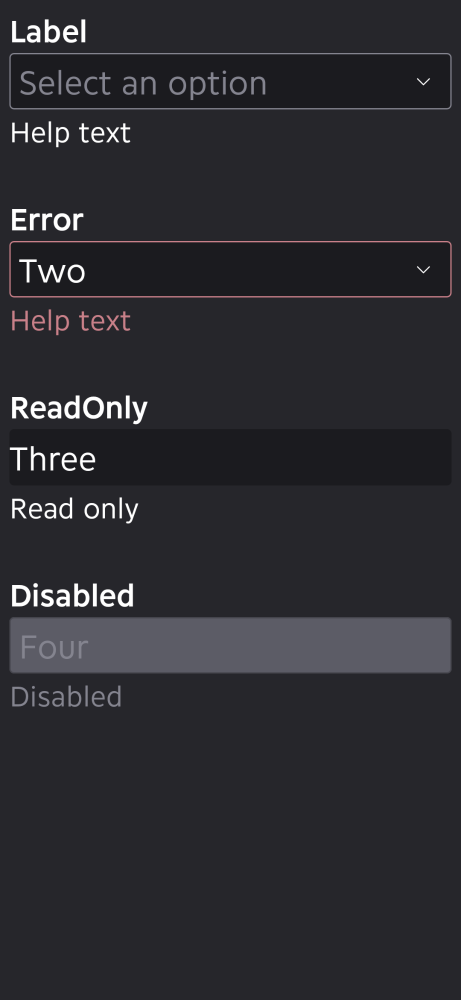 Label
Select an option
Help text
Error
Two
Help text
ReadOnly
Three
Read only
Disabled
Four
Disabled